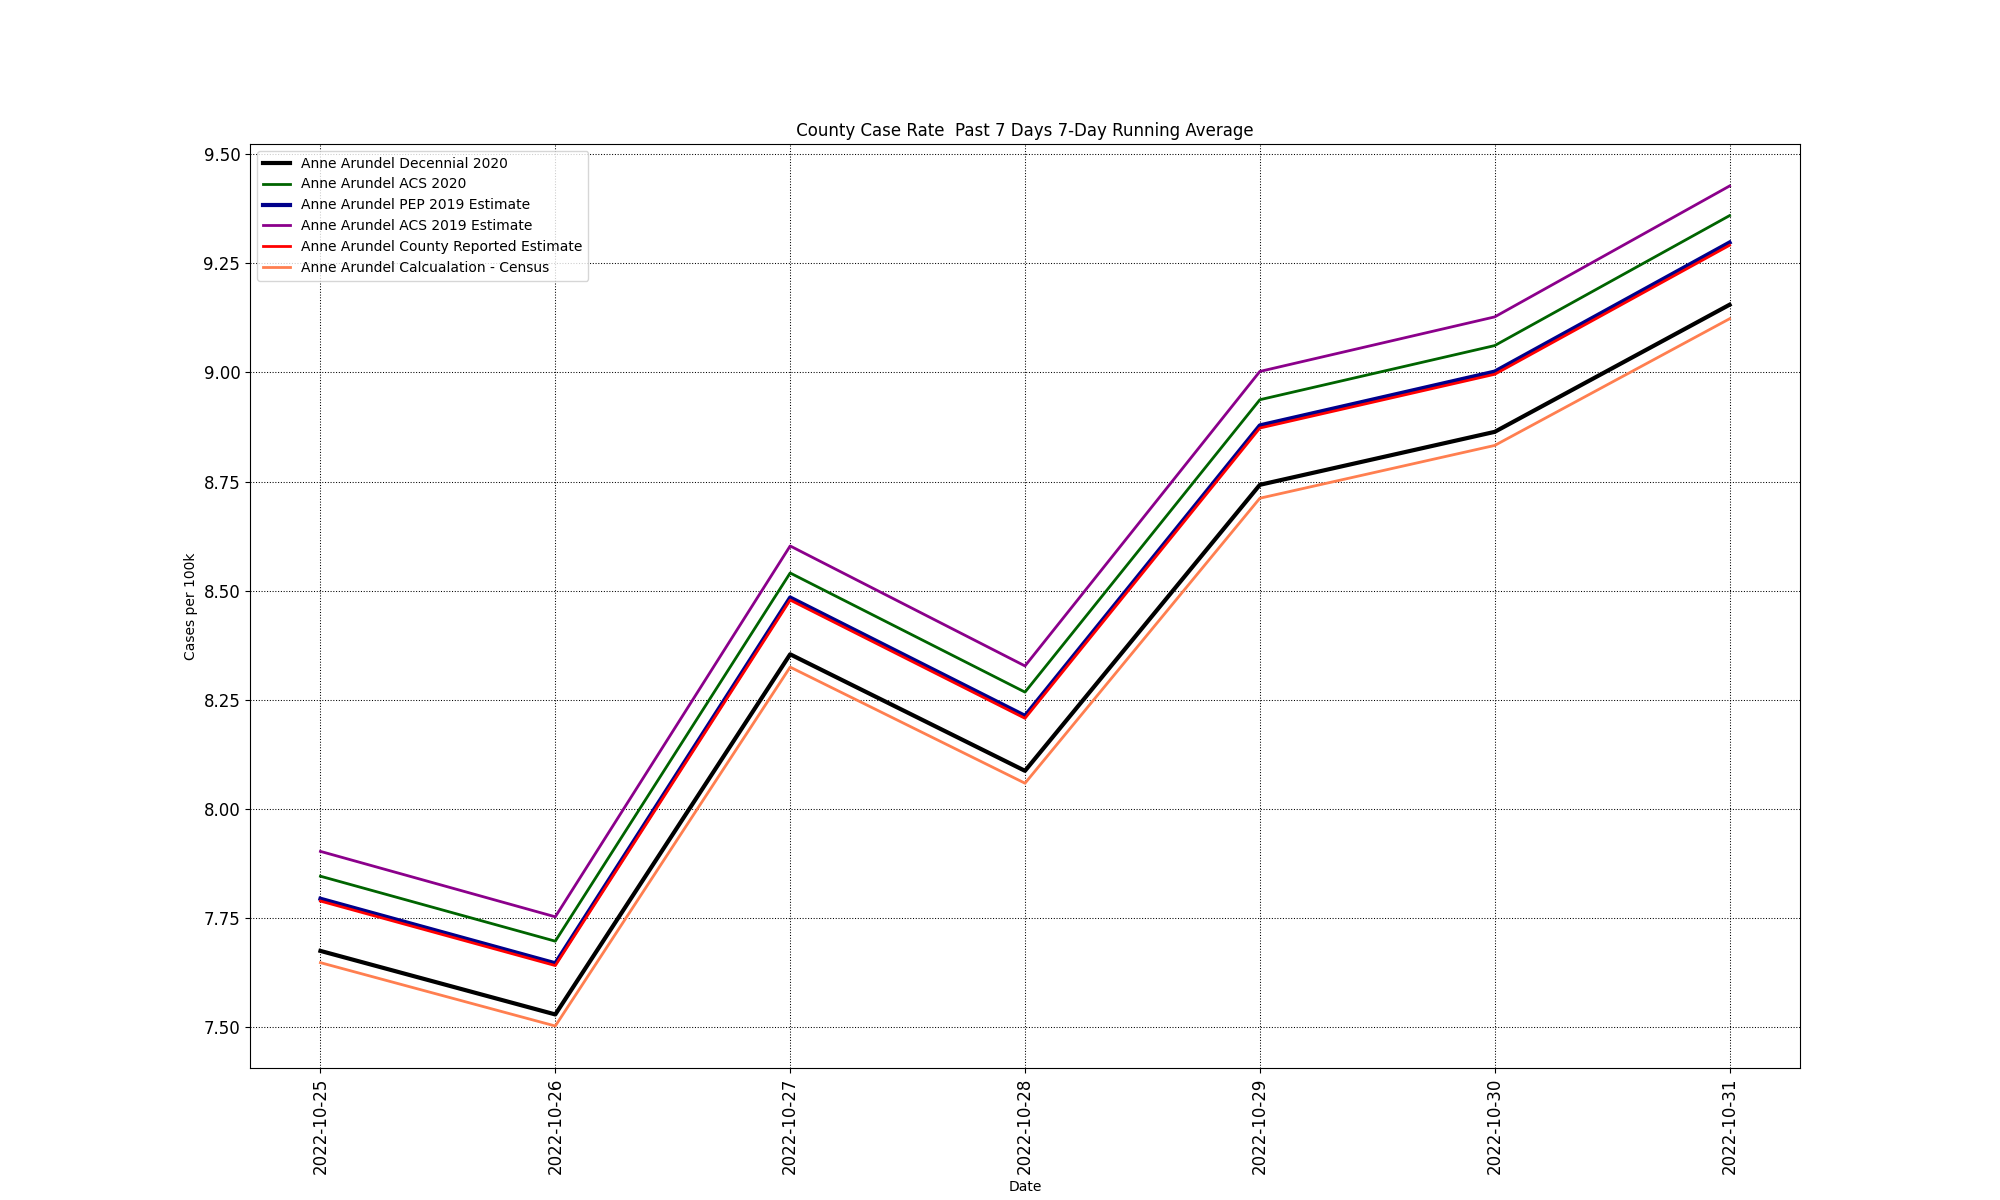 County Case Rate  Past 7 Days 7-Day Running Average
Anne Arundel Decennial 2020
Anne Arundel ACS 2020
Anne Arundel PEP 2019 Estimate
Anne Arundel ACS 2019 Estimate
Anne Arundel County Reported Estimate
Anne Arundel Calcualation - Census
9.50
9.25
9.00
8.75
8.50
8.25
8.00
7.75
7.50
Cases per 100k
2022-10-25
2022-10-26
2022-10-27
2022-10-28
2022-10-29
2022-10-30
2022-10-31
Date